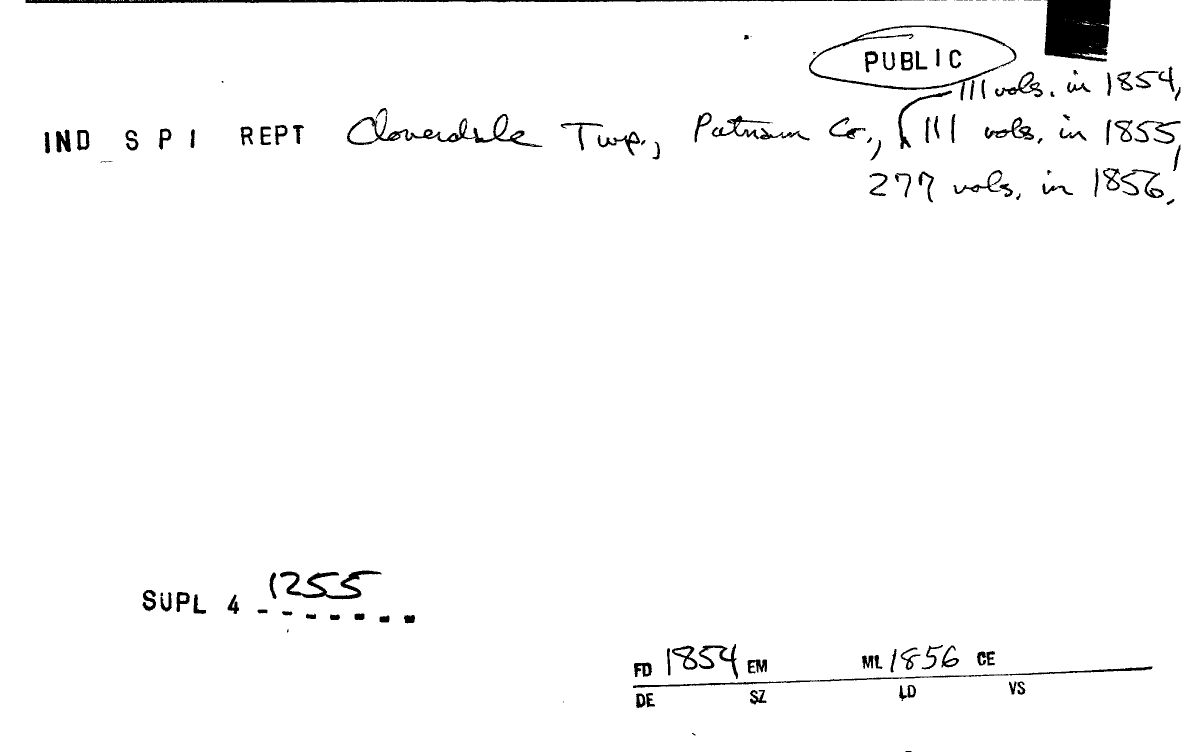 PUBLIC
111 vols. in 1854,
IND S P I REPT Cloverdale Twp., Putnam Co., 111 vols. in 1855,
277 vols. in 1856,
SUPL 4 1255
FD 1854 EM ML 1856 CE
DE SZ LD VS